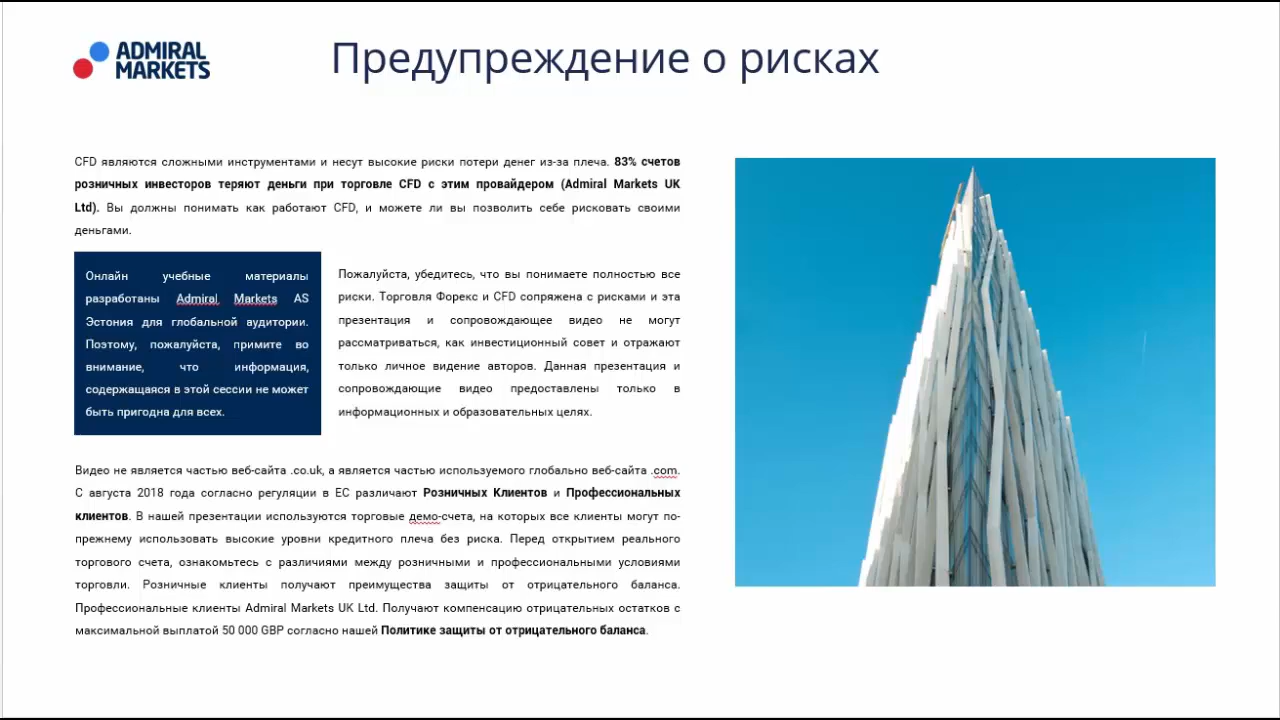 ADMIRAL
MARKETS
Предупреждение о рисках
CFD являются сложными инструментами и несут высокие риски потери денег из-за плеча. 83% счетов
розничных инвесторов теряют деньги при торговле CFD с этим провайдером (Admiral Markets UK
Ltd). Вы должны понимать как работают CFD, и можете ли вы позволить себе рисковать своими
деньгами.
Онлайн учебные материалы
разработаны Admiral Markets AS
Эстония для глобальной аудитории.
Поэтому, пожалуйста, примите во
внимание, что информация,
содержащаяся в этой сессии не может
быть пригодна для всех.
Пожалуйста, убедитесь, что вы понимаете полностью все
риски. Торговля Форекс и CFD сопряжена с рисками и эта
презентация и сопровождающее видео не могут
рассматриваться, как инвестиционный совет и отражают
только личное видение авторов. Данная презентация и
сопровождающие видео предоставлены только в
информационных и образовательных целях.
Видео не является частью веб-сайта .co.uk, а является частью используемого глобально веб-сайта .com.
С августа 2018 года согласно регуляции в ЕС различают Розничных Клиентов и Профессиональных
клиентов. В нашей презентации используются торговые демо-счета, на которых все клиенты могут по-
прежнему использовать высокие уровни кредитного плеча без риска. Перед открытием реального
торгового счета, ознакомьтесь с различиями между розничными и профессиональными условиями
торговли. Розничные клиенты получают преимущества защиты от отрицательного баланса.
Профессиональные клиенты Admiral Markets UK Ltd. Получают компенсацию отрицательных остатков с
максимальной выплатой 50 000 GBP согласно нашей Политике защиты от отрицательного баланса.